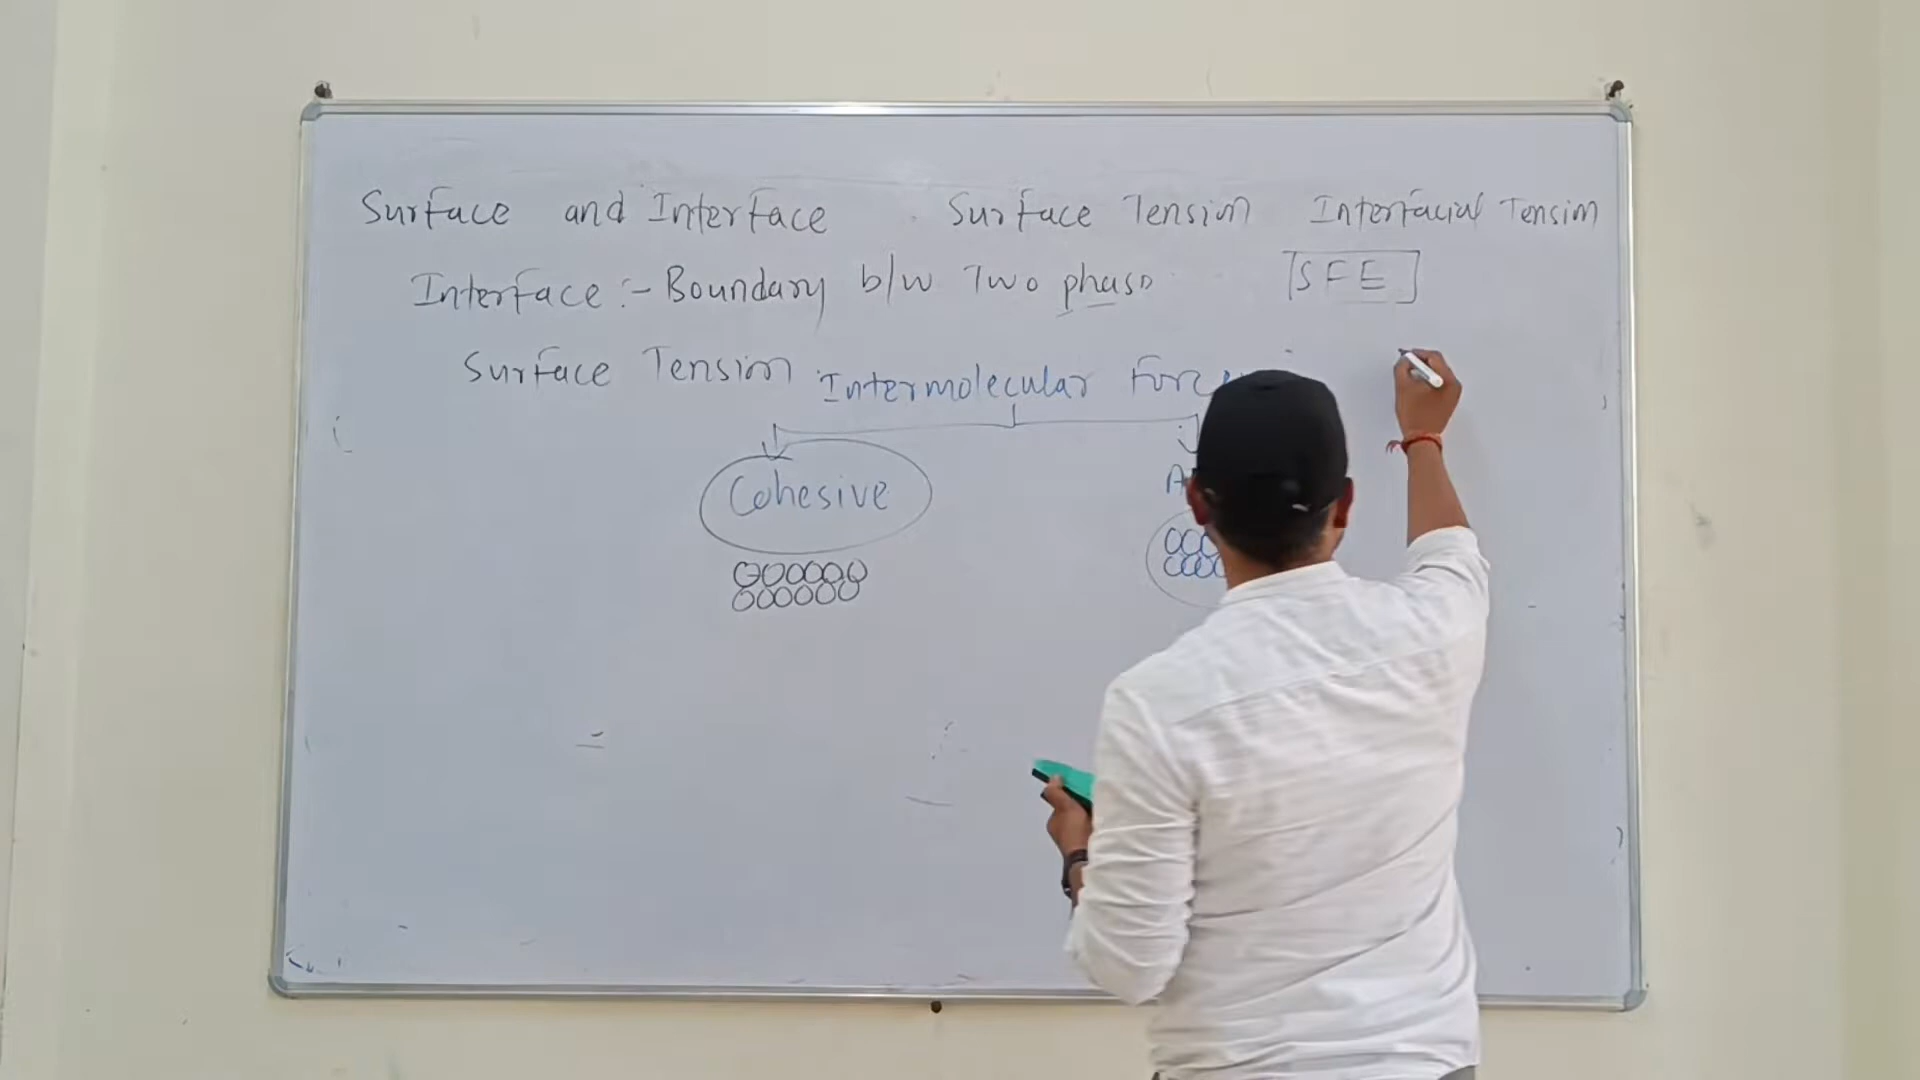 Surface and Interface Surface Tension Interfacial Tension
Interface :- Boundary b/w Two phase [SFE]
Surface Tension Intermolecular
Cohesive